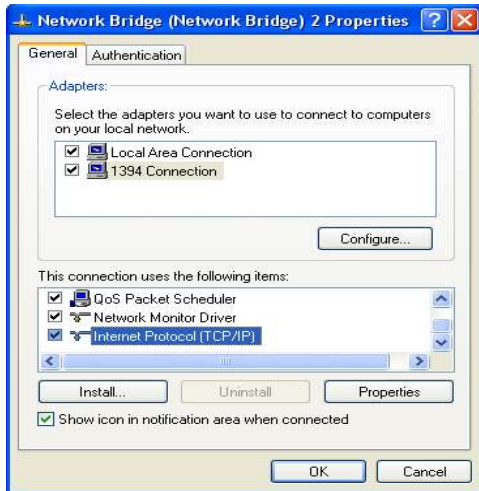 Network Bridge (Network Bridge) 2 Properties
General Authentication
Adapters:
Select the adapters you want to use to connect to computers
on your local network.
Local Area Connection
1394 Connection
Configure...
This connection uses the following items:
QoS Packet Scheduler
Network Monitor Driver
Internet Protocol (TCP/IP)
Install... Uninstall Properties
Show icon in notification area when connected
OK Cancel